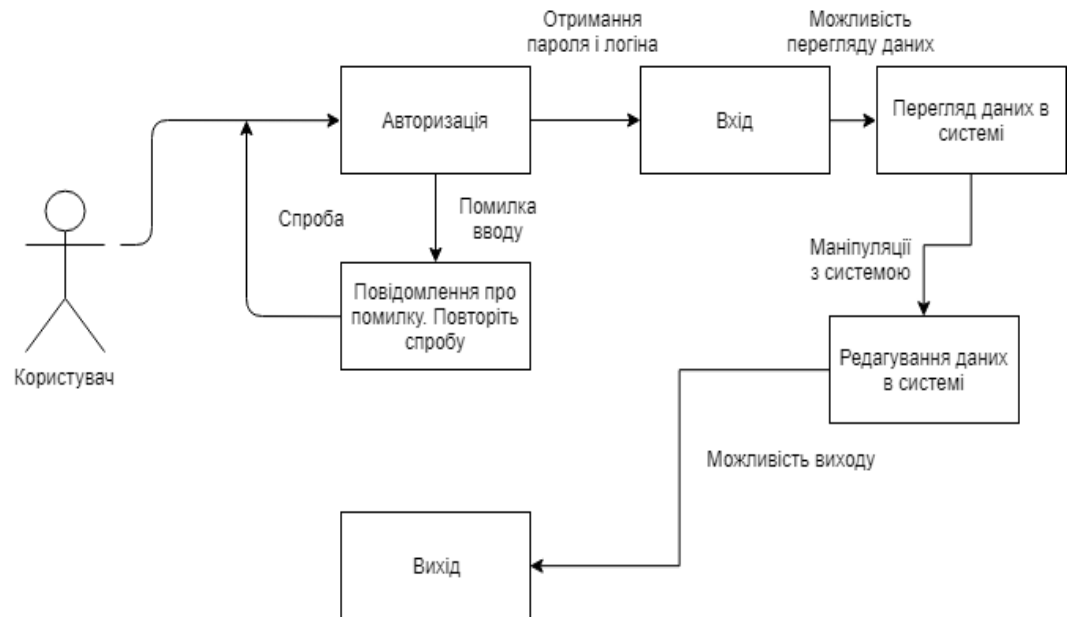 Отримання
пароля і логіна
Можливість
перегляду даних
Авторизація
Вхід
Перегляд даних в
системі
Спроба
Помилка
вводу
Маніпуляції
з системою
Повідомлення про
помилку. Повторіть
спробу
Користувач
Редагування даних
в системі
Можливість виходу
Вихід